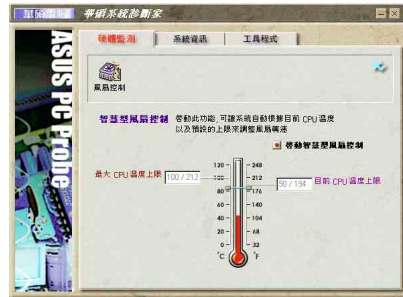 華碩系統診斷家
ASUS PC Probe
硬體監測 系統資訊 工具程式
風扇控制
智慧型風扇控制 啓動此功能,可讓系統自動根據目前 CPU 溫度
以及預設的上限來調整風扇轉速
啓動智慧型風扇控制
最大 CPU 溫度上限 100 / 212
90 / 194 目前 CPU 溫度上限
120 248
100 212
80 176
60 140
40 104
20 68
0 32
°C °F